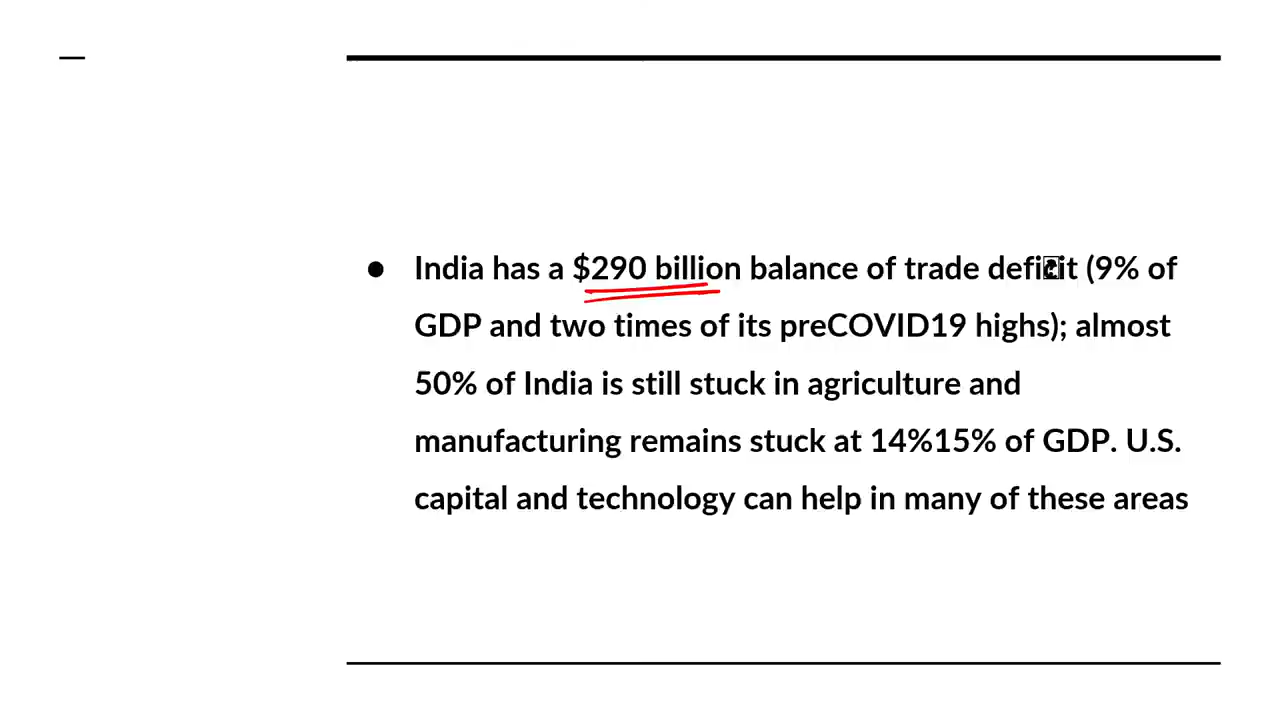 ● India has a $290 billion balance of trade (9% of
GDP and two times of its preCOVID19 highs); almost
50% of India is still stuck in agriculture and
manufacturing remains stuck at 14%15% of GDP. U.S.
capital and technology can help in many of these areas